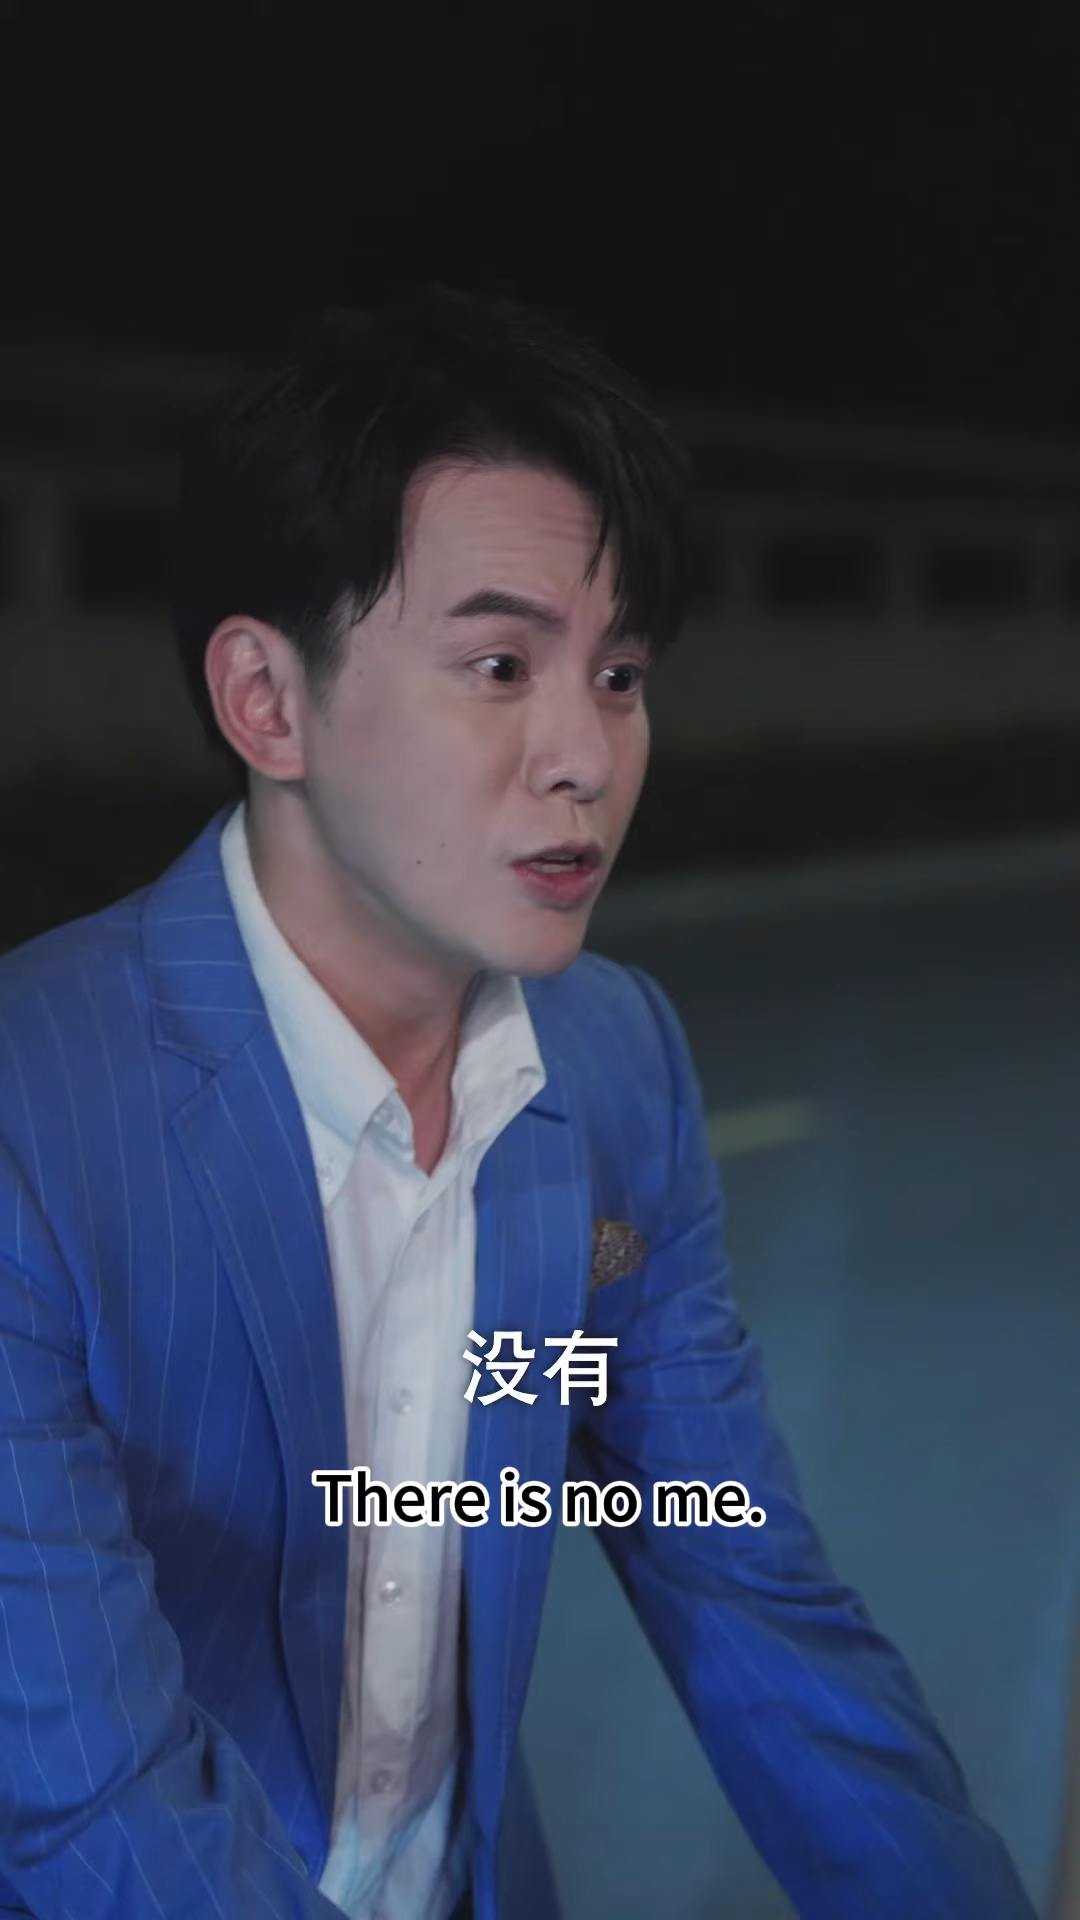 没有
There is no me.